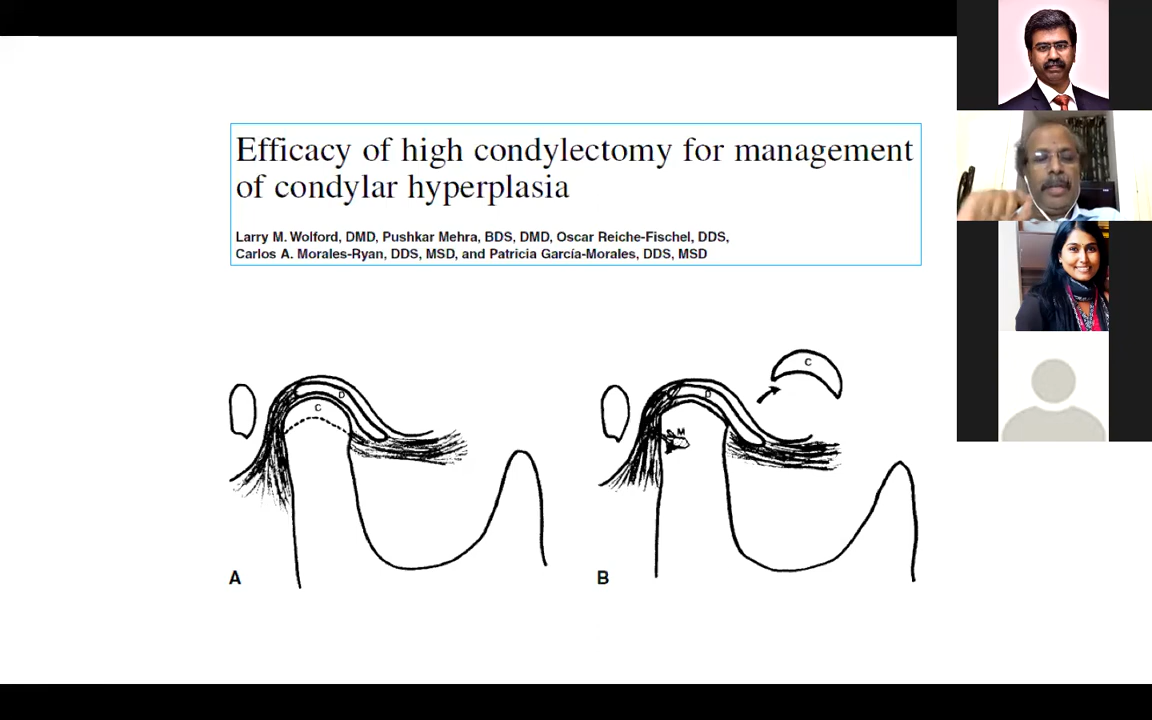 Efficacy of high condylectomy for management
of condylar hyperplasia
Larry M. Wolford, DMD, Pushkar Mehra, BDS, DMD, Oscar Reiche-Fischel, DDS,
Carlos A. Morales-Ryan, DDS, MSD, and Patricia García-Morales, DDS, MSD
C
D
C
D
M
A
B